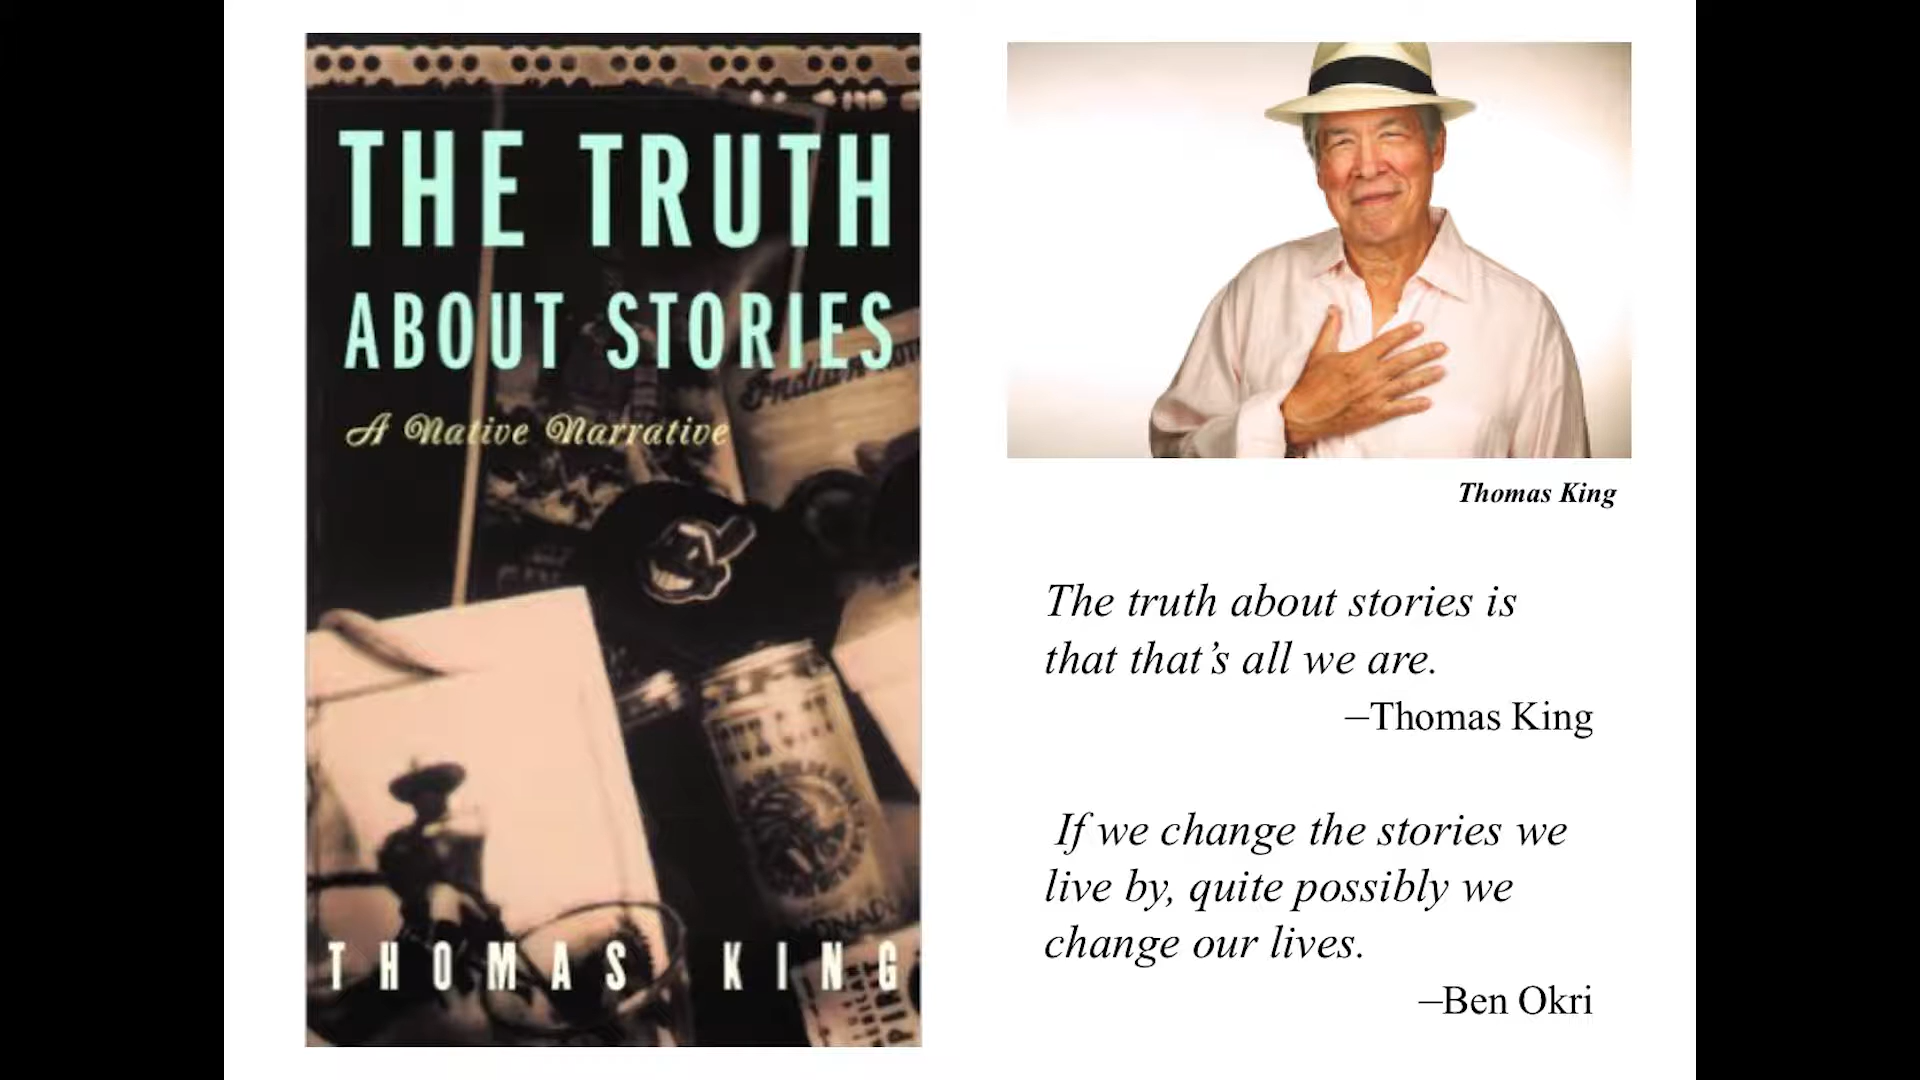 THE TRUTH
ABOUT STORIES
A Native Narrative
THOMAS KING
Thomas King
The truth about stories is
that that’s all we are.
–Thomas King
If we change the stories we
live by, quite possibly we
change our lives.
–Ben Okri